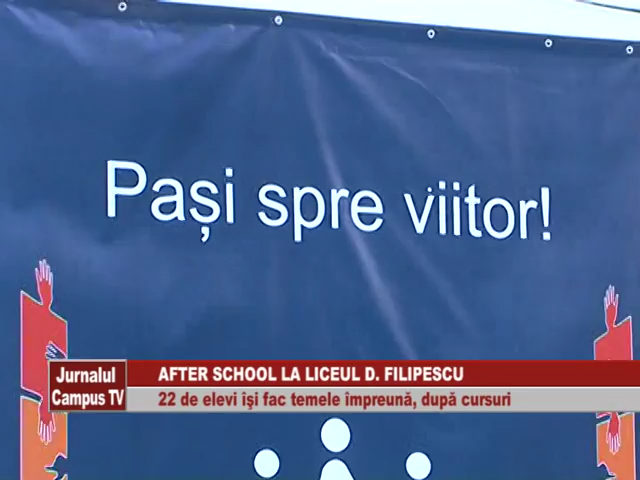 Pași spre viitor!
Jurnalul
Campus TV
AFTER SCHOOL LA LICEUL D. FILIPESCU
22 de elevi îşi fac temele împreună, după cursuri